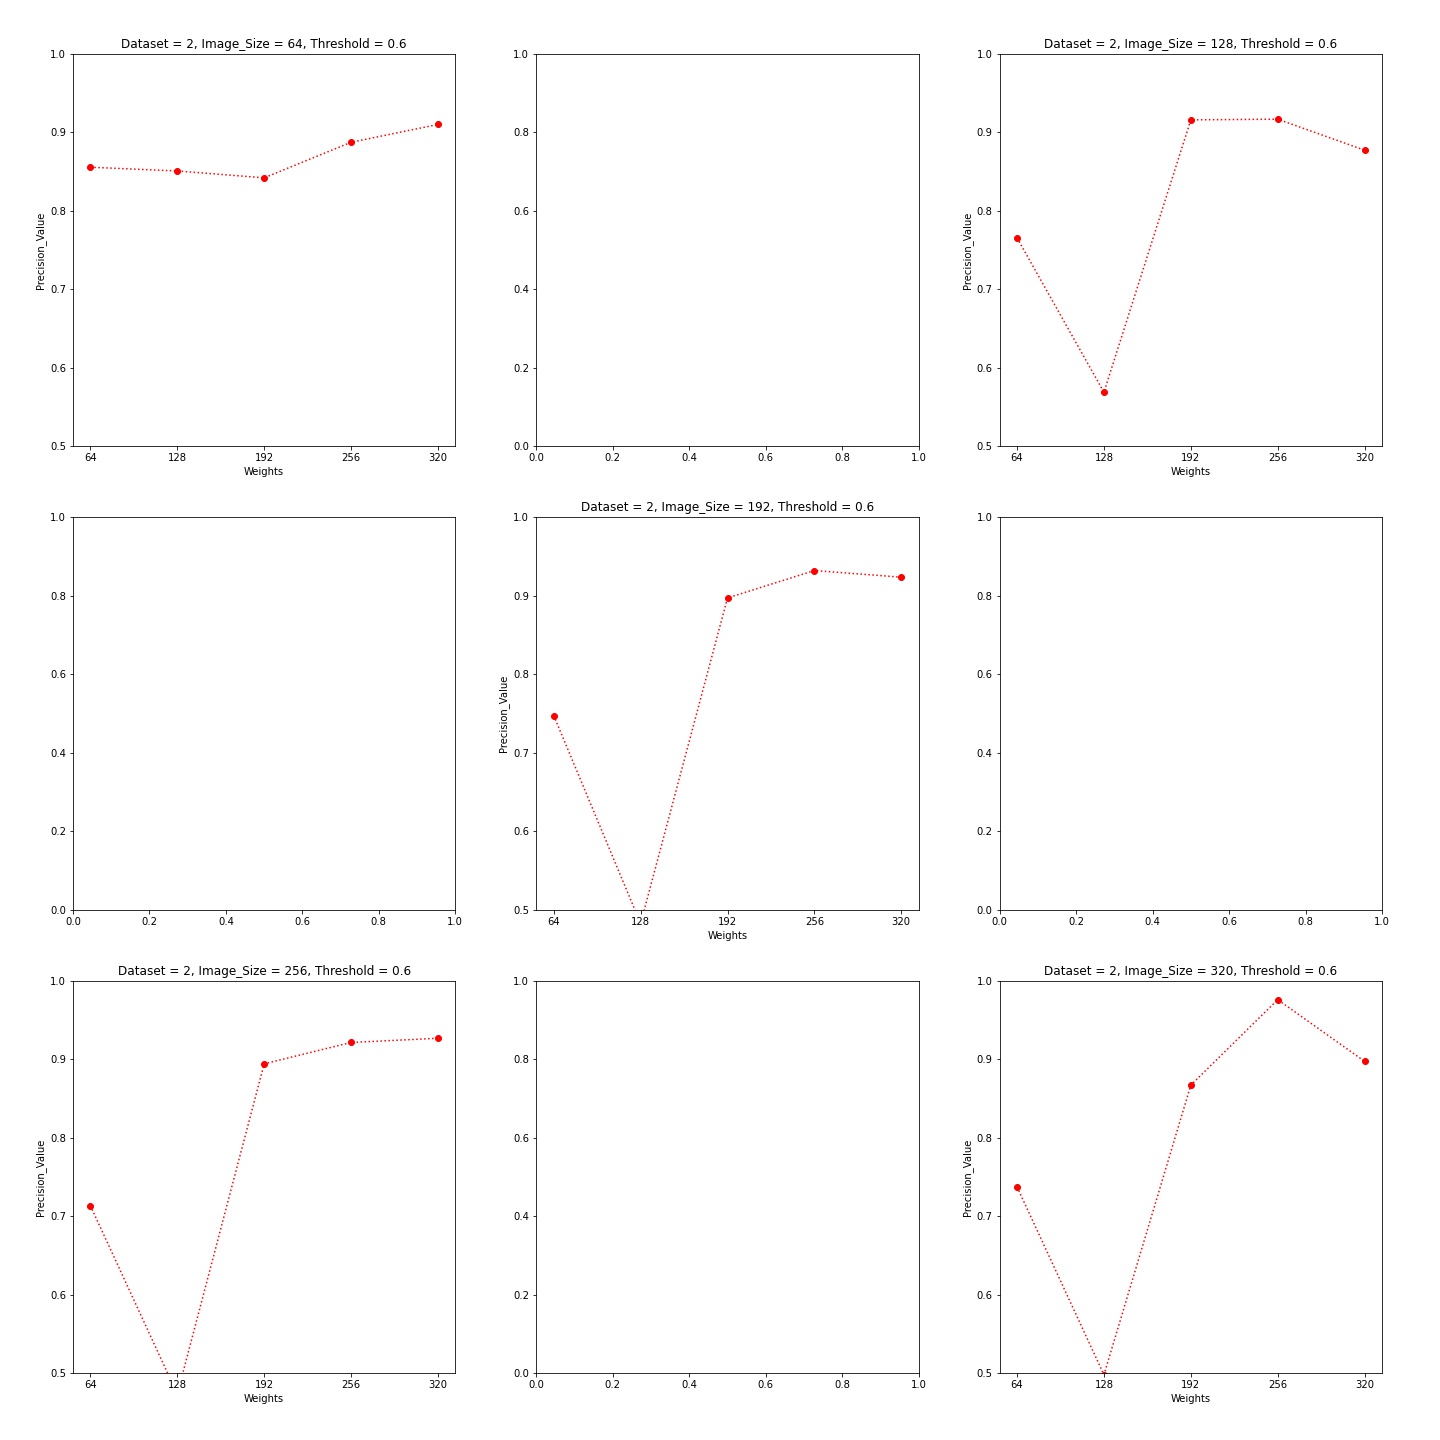 Dataset = 2, Image_Size = 64, Threshold = 0.6
Precision_Value
1.0
0.9
0.8
0.7
0.6
0.5
64 128 192 256 320
Weights
1.0
0.8
0.6
0.4
0.2
0.0
0.0 0.2 0.4 0.6 0.8 1.0
Dataset = 2, Image_Size = 128, Threshold = 0.6
Precision_Value
1.0
0.9
0.8
0.7
0.6
0.5
64 128 192 256 320
Weights
1.0
0.8
0.6
0.4
0.2
0.0
0.0 0.2 0.4 0.6 0.8 1.0
Dataset = 2, Image_Size = 192, Threshold = 0.6
Precision_Value
1.0
0.9
0.8
0.7
0.6
0.5
64 128 192 256 320
Weights
1.0
0.8
0.6
0.4
0.2
0.0
0.0 0.2 0.4 0.6 0.8 1.0
Dataset = 2, Image_Size = 256, Threshold = 0.6
Precision_Value
1.0
0.9
0.8
0.7
0.6
0.5
64 128 192 256 320
Weights
1.0
0.8
0.6
0.4
0.2
0.0
0.0 0.2 0.4 0.6 0.8 1.0
Dataset = 2, Image_Size = 320, Threshold = 0.6
Precision_Value
1.0
0.9
0.8
0.7
0.6
0.5
64 128 192 256 320
Weights